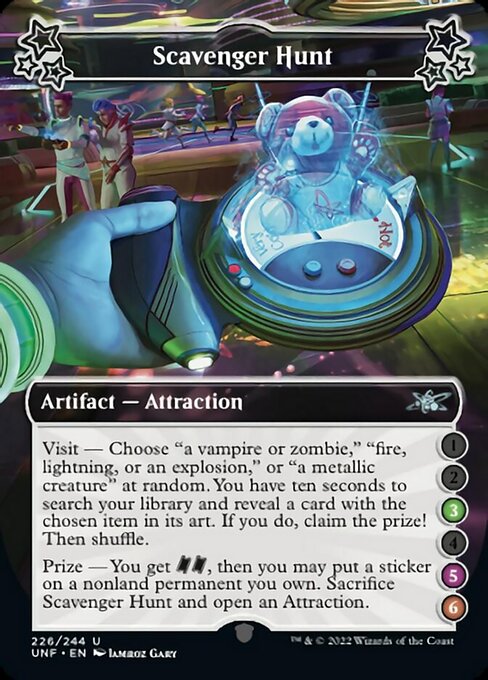 Scavenger Hunt
Hot
Artifact — Attraction
Visit — Choose “a vampire or zombie,” “fire,
lightning, or an explosion,” or “a metallic
creature” at random. You have ten seconds to
search your library and reveal a card with the
chosen item in its art. If you do, claim the prize!
Then shuffle.
Prize — You get , then you may put a sticker
on a nonland permanent you own. Sacrifice
Scavenger Hunt and open an Attraction.
1
2
3
4
5
6
226/244 U
UNF • EN Iamroz Gary
™ & © 2022 Wizards of the Coast